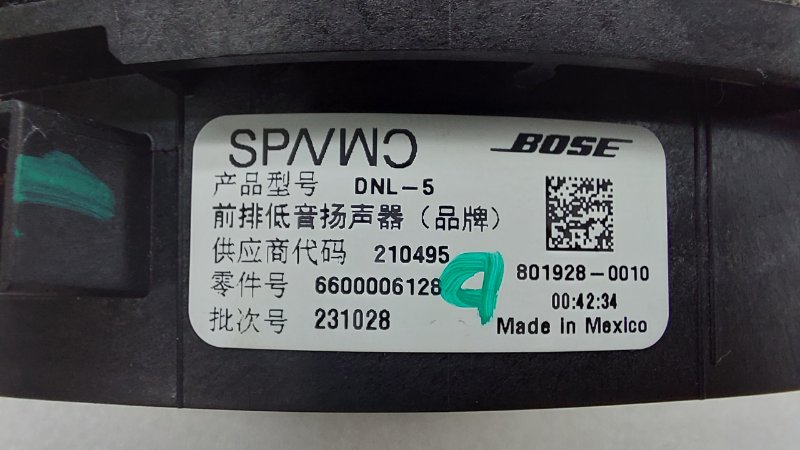 SPΛVMƆ
BOSE
产品型号 DNL-5
前排低音扬声器（品牌）
供应商代码 210495
零件号 6600006128
批次号 231028
801928-0010
00:42:34
Made in Mexico